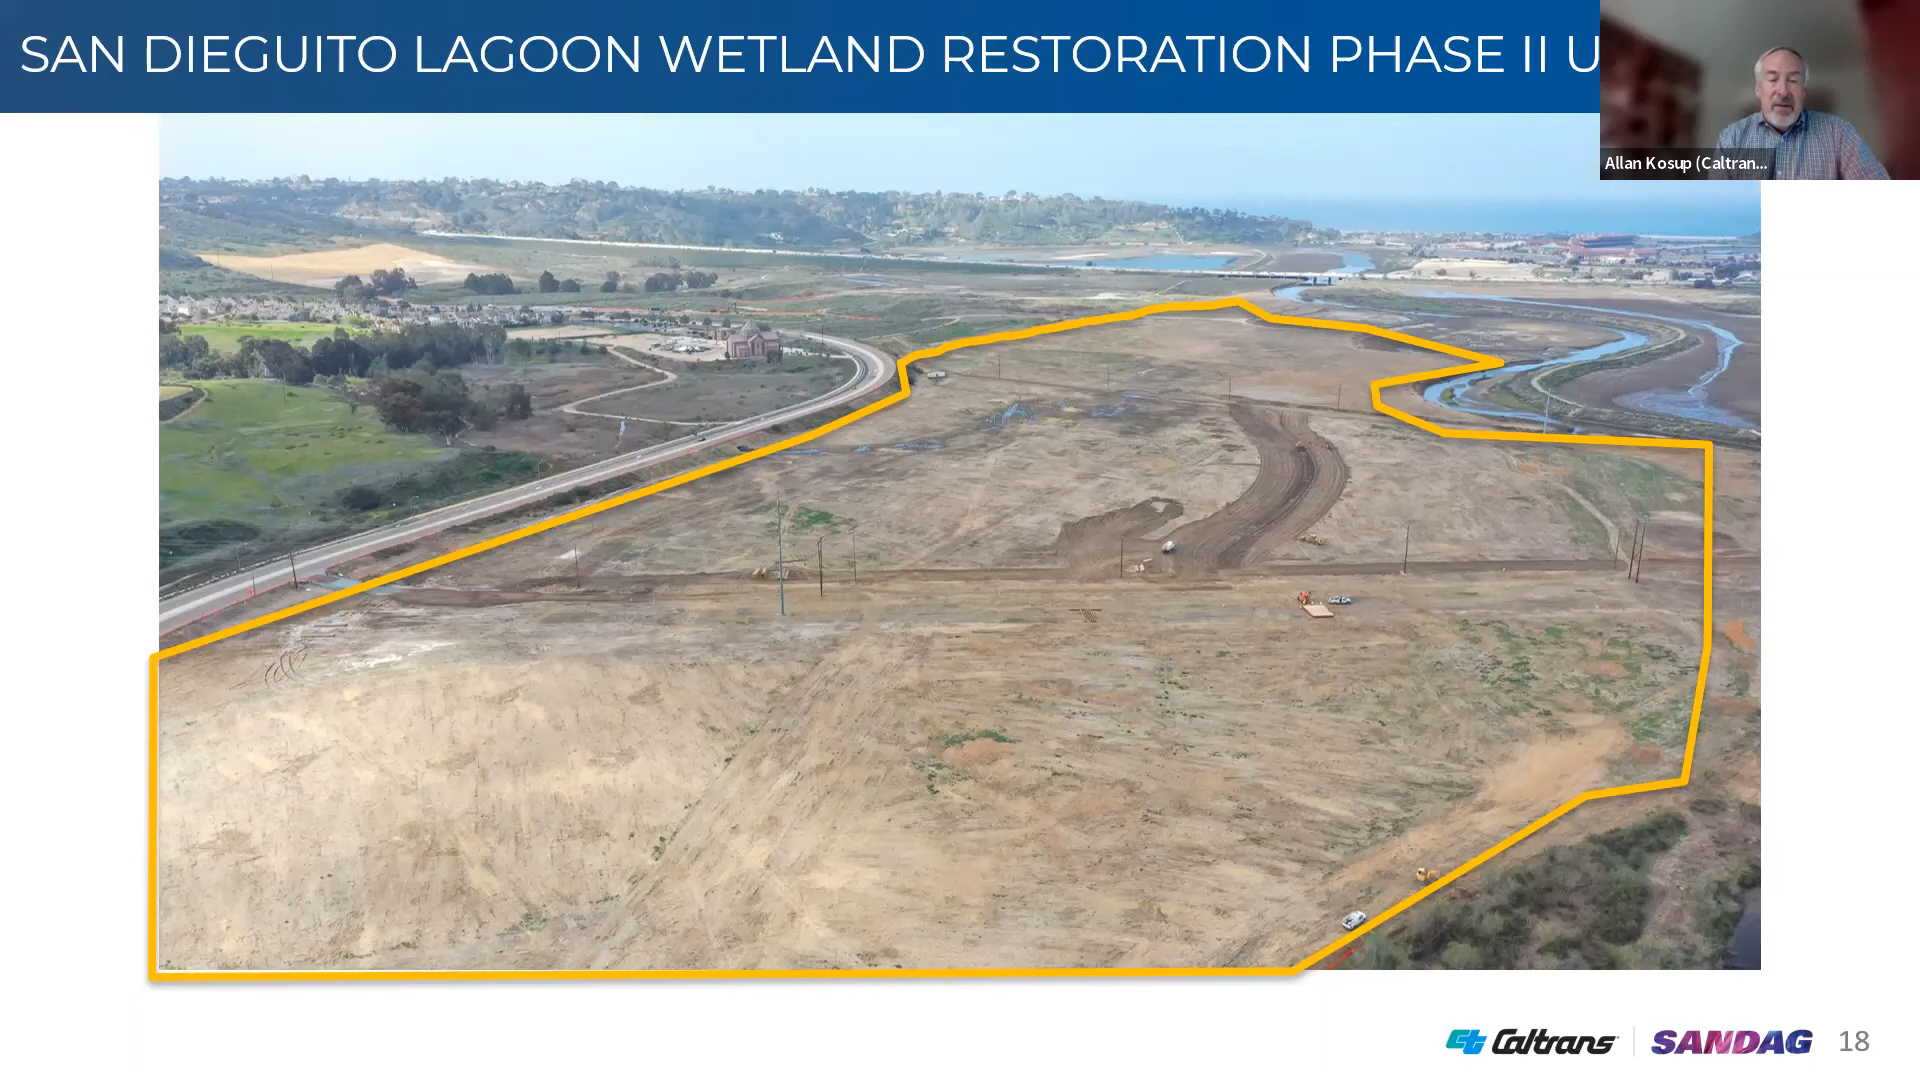 SAN DIEGUITO LAGOON WETLAND RESTORATION PHASE II U
Allan Kosup (Caltran...
Caltrans
SANDAG
18